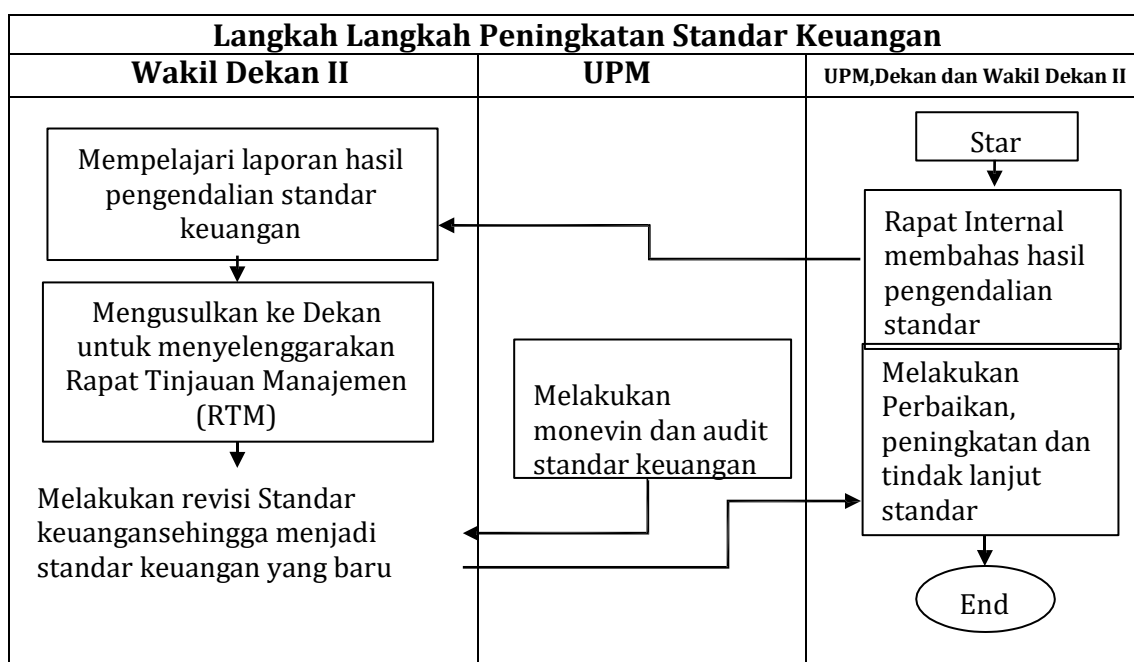 Langkah Langkah Peningkatan Standar Keuangan
Wakil Dekan II
UPM
UPM,Dekan dan Wakil Dekan II
Mempelajari laporan hasil
pengendalian standar
keuangan
Mengusulkan ke Dekan
untuk menyelenggarakan
Rapat Tinjauan Manajemen
(RTM)
Melakukan revisi Standar
keuangansehingga menjadi
standar keuangan yang baru
Melakukan
monevin dan audit
standar keuangan
Star
Rapat Internal
membahas hasil
pengendalian
standar
Melakukan
Perbaikan,
peningkatan dan
tindak lanjut
standar
End